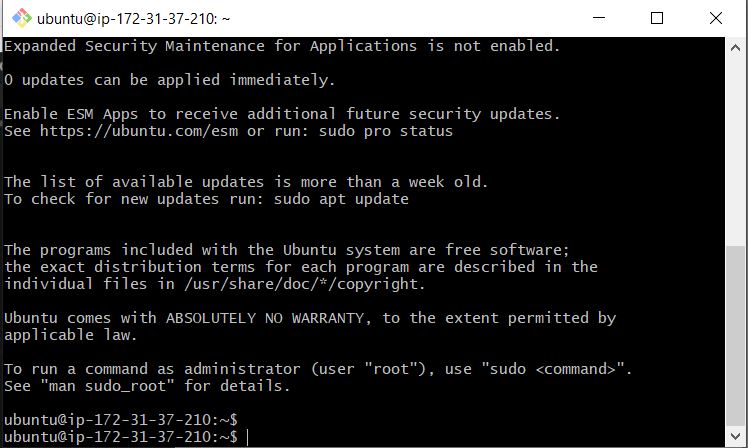 ubuntu@ip-172-31-37-210: ~
Expanded Security Maintenance for Applications is not enabled.
0 updates can be applied immediately.
Enable ESM Apps to receive additional future security updates.
See https://ubuntu.com/esm or run: sudo pro status
The list of available updates is more than a week old.
To check for new updates run: sudo apt update
The programs included with the Ubuntu system are free software;
the exact distribution terms for each program are described in the
individual files in /usr/share/doc/*/copyright.
Ubuntu comes with ABSOLUTELY NO WARRANTY, to the extent permitted by
applicable law.
To run a command as administrator (user "root"), use "sudo <command>".
See "man sudo_root" for details.
ubuntu@ip-172-31-37-210:~$
ubuntu@ip-172-31-37-210:~$